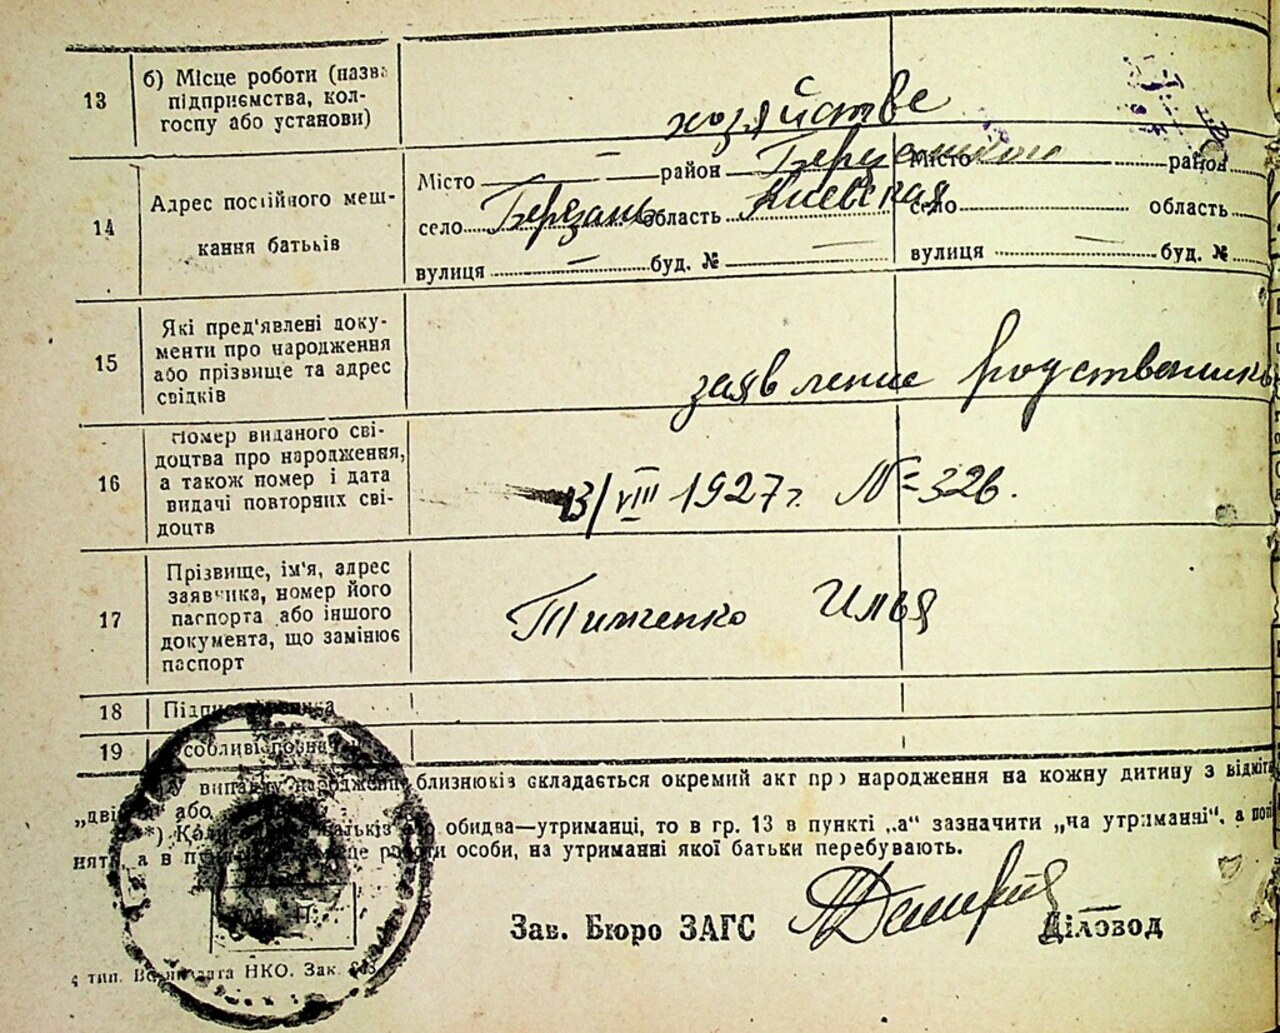 13
б) Місце роботи (назва
підприємства, кол-
госпу або установи)
хозяйстве
14
Адрес постійного меш-
кання батьків
Місто — район
Місто район
село Берзань область Киевская
село область
вулиця — буд. № —
вулиця — буд. №
15
Які пред'явлені доку-
менти про народження
або прізвище та адрес
свідків
заявление родственника
16
Номер виданого сві-
доцтва про народження,
а також номер і дата
видачі повторних сві-
доцтв
13/VIII 1927 г. №=326.
17
Прізвище, ім'я, адрес
заявника, номер його
паспорта або іншого
документа, що замінює
паспорт
Тимченко Илья
18
19
У випадку народження близнюків складається окремий акт про народження на кожну дитину з відміт
або
обидва—утриманці, то в гр. 13 в пункті „а“ зазначити „на утриманні“, а
а в роботи особи, на утриманні якої батьки перебувають.
Зав. Бюро ЗАГС
Діловод
М. П.
тип. НКО. Зак.